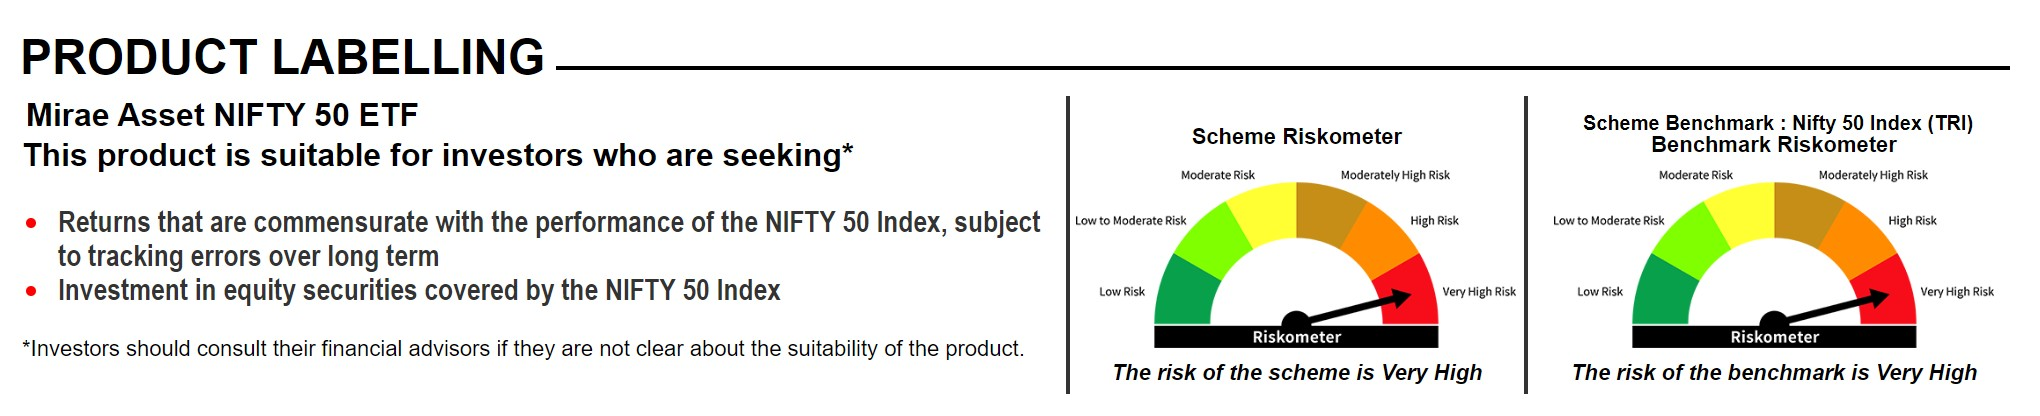 PRODUCT LABELLING
Mirae Asset NIFTY 50 ETF
This product is suitable for investors who are seeking*
• Returns that are commensurate with the performance of the NIFTY 50 Index, subject
to tracking errors over long term
• Investment in equity securities covered by the NIFTY 50 Index
*Investors should consult their financial advisors if they are not clear about the suitability of the product.
Scheme Riskometer
Moderate Risk
Moderately High Risk
Low to Moderate Risk
High Risk
Low Risk
Very High Risk
Riskometer
The risk of the scheme is Very High
Scheme Benchmark : Nifty 50 Index (TRI)
Benchmark Riskometer
Moderate Risk
Moderately High Risk
Low to Moderate Risk
High Risk
Low Risk
Very High Risk
Riskometer
The risk of the benchmark is Very High